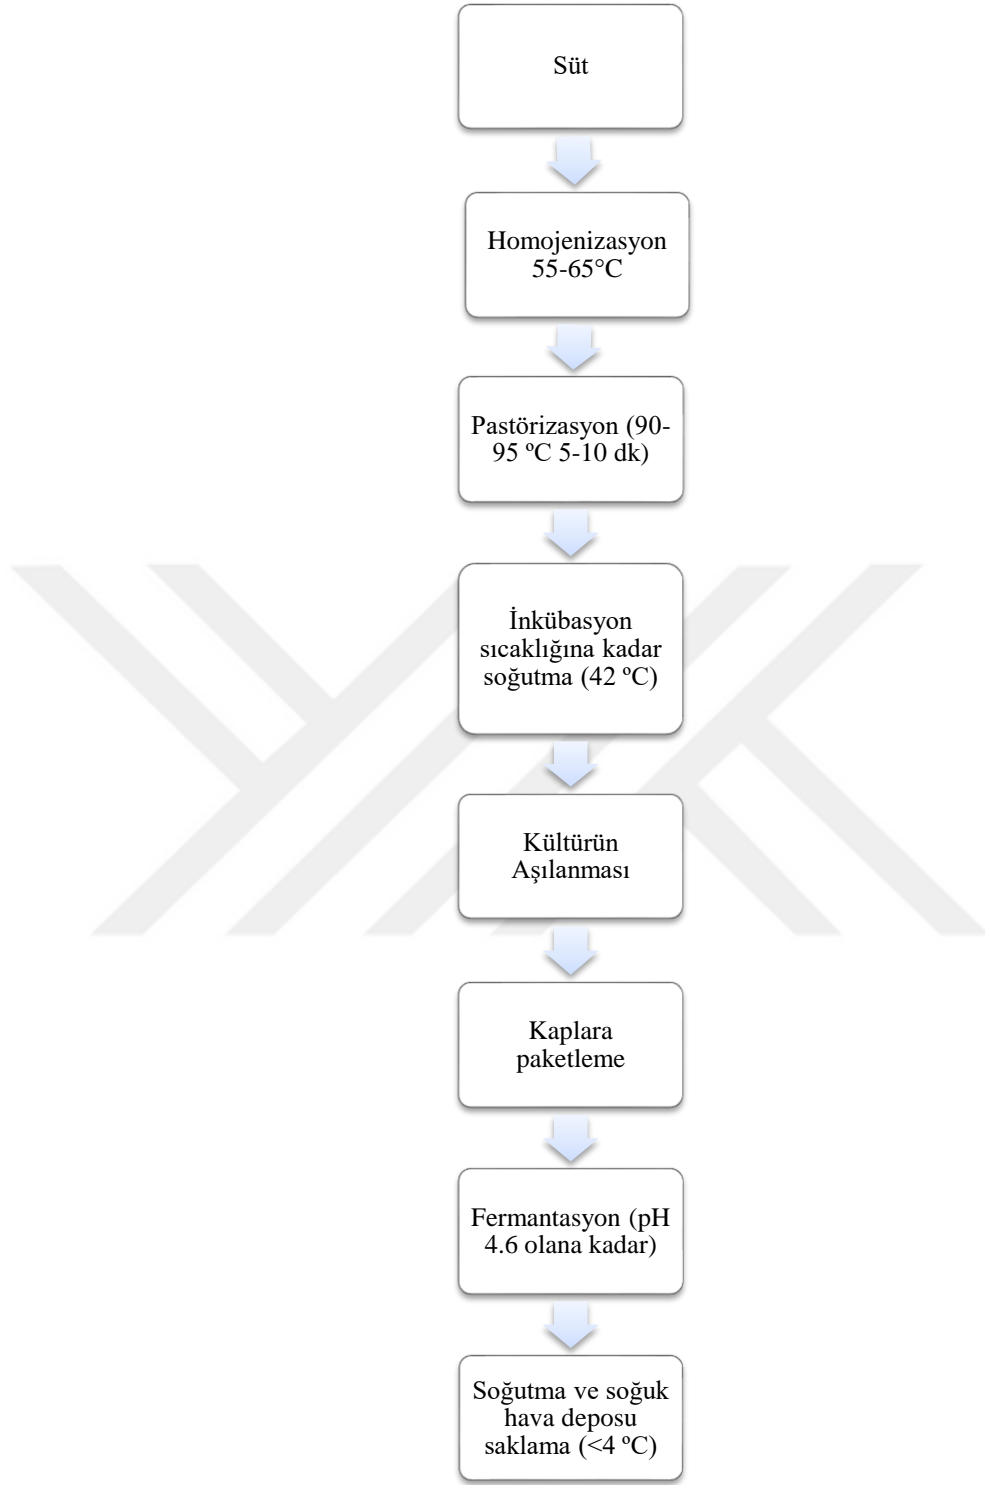 Süt
Homojenizasyon
55-65°C
Pastörizasyon (90-
95 ºC 5-10 dk)
İnkübasyon
sıcaklığına kadar
soğutma (42 ºC)
Kültürün
Aşılanması
Kaplara
paketleme
Fermantasyon (pH
4.6 olana kadar)
Soğutma ve soğuk
hava deposu
saklama (<4 ºC)